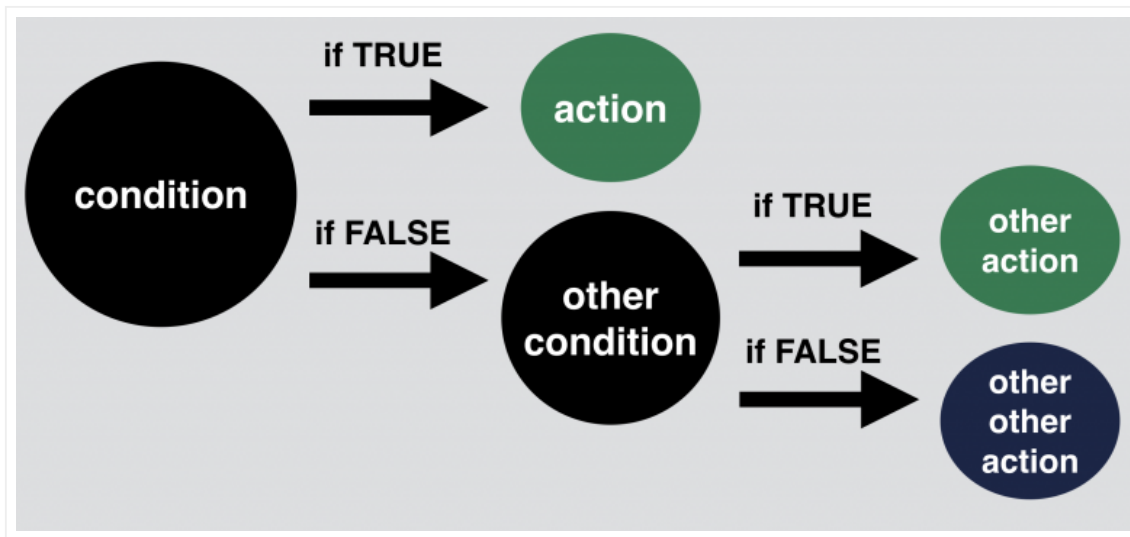 if TRUE
action
condition
if FALSE
other
condition
if TRUE
other
action
if FALSE
other
other
action